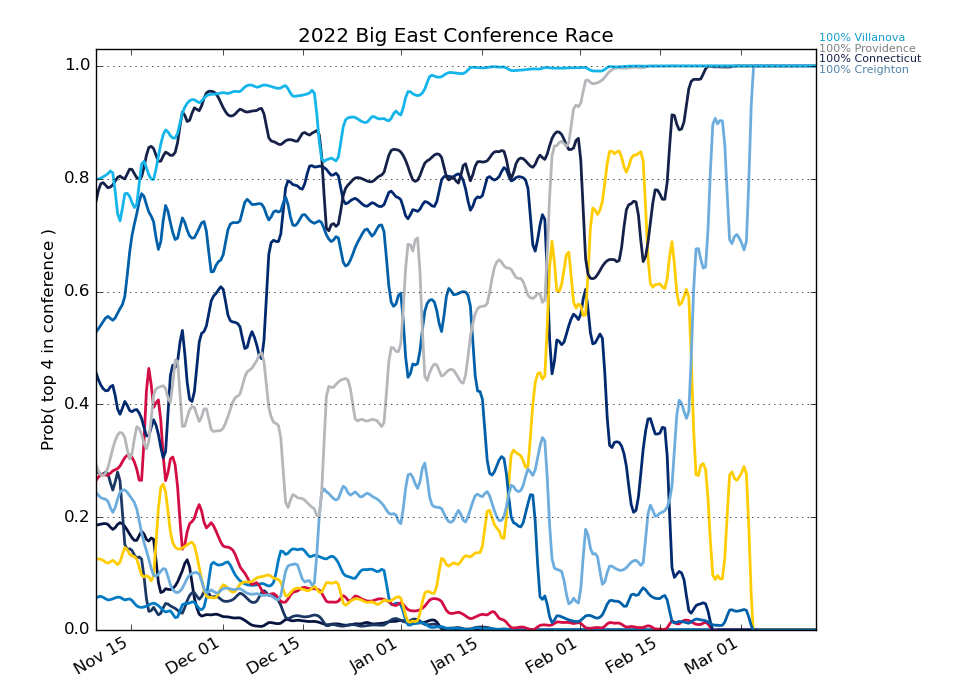 2022 Big East Conference Race
100% Villanova
100% Providence
100% Connecticut
100% Creighton
Prob( top 4 in conference )
1.0
0.8
0.6
0.4
0.2
0.0
Nov 15
Dec 01
Dec 15
Jan 01
Jan 15
Feb 01
Feb 15
Mar 01